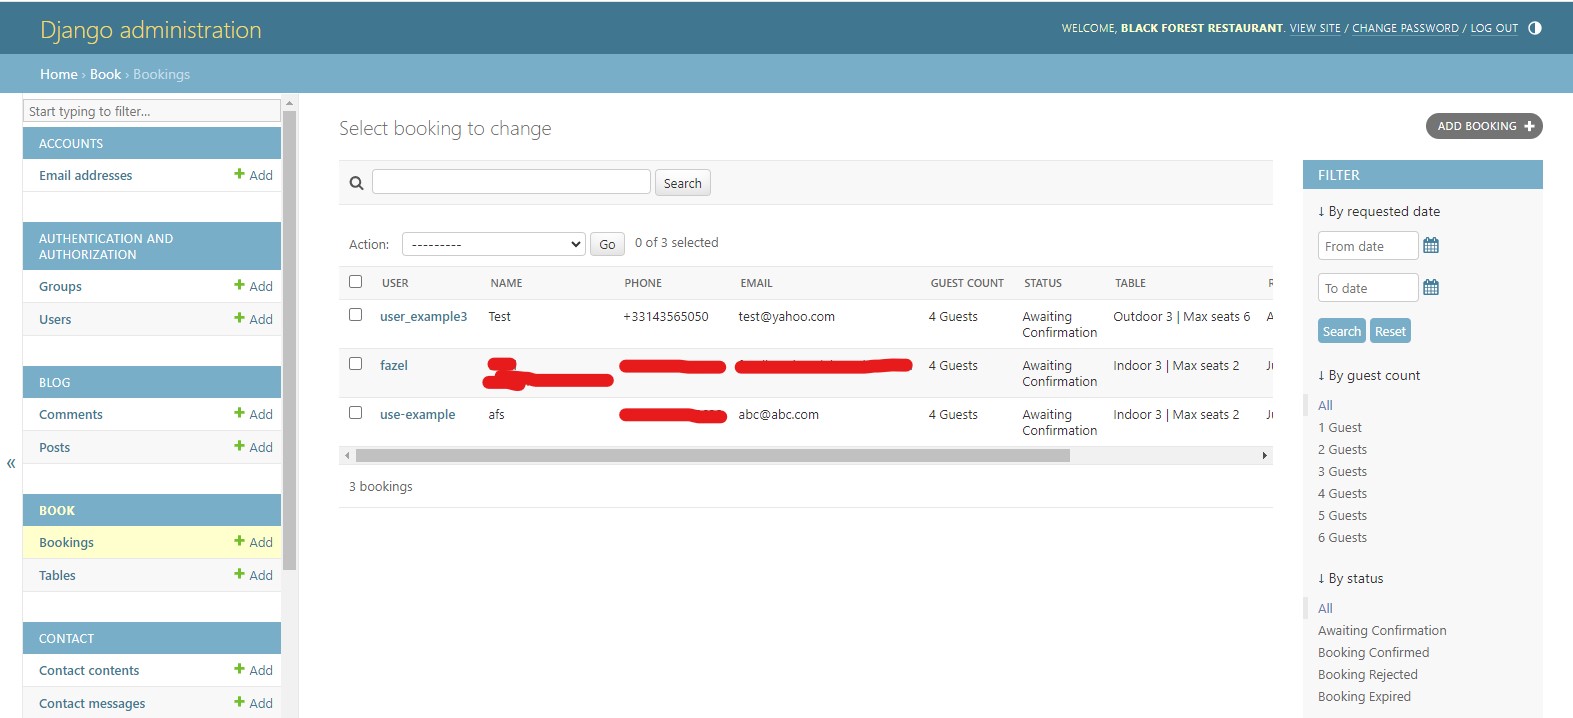 Django administration
WELCOME, BLACK FOREST RESTAURANT. VIEW SITE / CHANGE PASSWORD / LOG OUT
Home › Book › Bookings
Start typing to filter...
ACCOUNTS
Email addresses + Add
AUTHENTICATION AND
AUTHORIZATION
Groups + Add
Users + Add
BLOG
Comments + Add
Posts + Add
«
BOOK
Bookings + Add
Tables + Add
CONTACT
Contact contents + Add
Contact messages + Add
Select booking to change
ADD BOOKING +
Search
Action: --------- Go 0 of 3 selected
USER NAME PHONE EMAIL GUEST COUNT STATUS TABLE
user_example3 Test +33143565050 test@yahoo.com 4 Guests Awaiting Confirmation Outdoor 3 | Max seats 6
fazel 4 Guests Awaiting Confirmation Indoor 3 | Max seats 2
use-example afs abc@abc.com 4 Guests Awaiting Confirmation Indoor 3 | Max seats 2
3 bookings
FILTER
↓ By requested date
From date
To date
Search Reset
↓ By guest count
All
1 Guest
2 Guests
3 Guests
4 Guests
5 Guests
6 Guests
↓ By status
All
Awaiting Confirmation
Booking Confirmed
Booking Rejected
Booking Expired